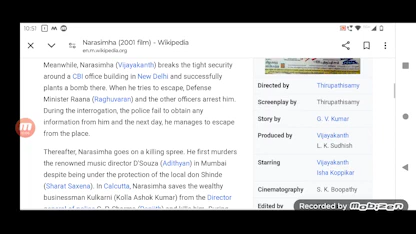 10:51
Narasimha (2001 film) - Wikipedia
en.m.wikipedia.org
Meanwhile, Narasimha (Vijayakanth) breaks the tight security
around a CBI office building in New Delhi and successfully
plants a bomb there. When he tries to escape, Defense
Minister Raana (Raghuvaran) and the other officers arrest him.
During the interrogation, the police fail to obtain any
information from him and the next day, he manages to escape
from the place.
Thereafter, Narasimha goes on a killing spree. He first murders
the renowned music director D'Souza (Adithyan) in Mumbai
despite being under the protection of the local don Shinde
(Sharat Saxena). In Calcutta, Narasimha saves the wealthy
businessman Kulkarni (Kolla Ashok Kumar) from the Director
Directed by Thirupathisamy
Screenplay by Thirupathisamy
Story by G. V. Kumar
Produced by Vijayakanth
L. K. Sudhish
Starring Vijayakanth
Isha Koppikar
Cinematography S. K. Boopathy
Edited by
Recorded by Mobizen